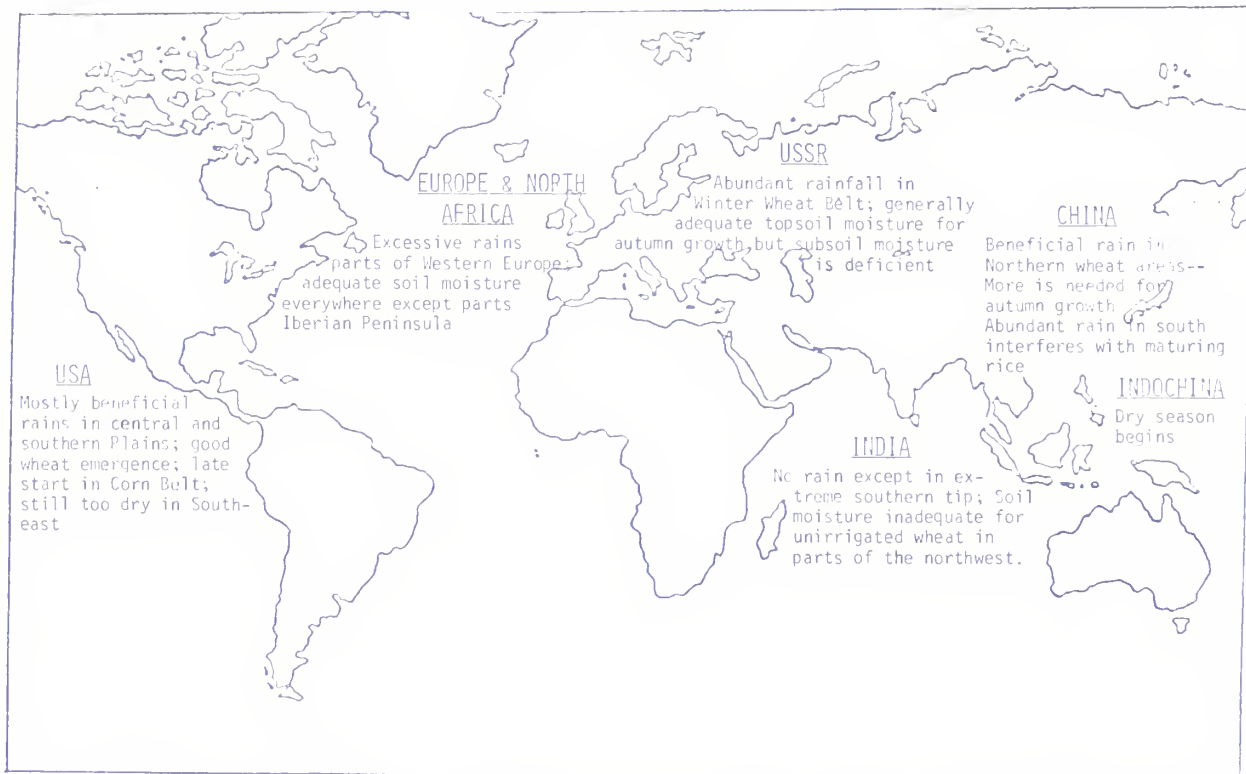 USSR
Abundant rainfall in
Winter Wheat Belt; generally
adequate topsoil moisture for
autumn growth but subsoil moisture
is deficient
EUROPE & NORTH
AFRICA
Excessive rains
parts of Western Europe;
adequate soil moisture
everywhere except parts
Iberian Peninsula
CHINA
Beneficial rain in
Northern wheat areas--
More is needed for
autumn growth
Abundant rain in south
interferes with maturing
rice
USA
Mostly beneficial
rains in central and
southern Plains; good
wheat emergence; late
start in Corn Belt;
still too dry in South-
east
INDOCHINA
Dry season
begins
INDIA
No rain except in ex-
treme southern tip; Soil
moisture inadequate for
unirrigated wheat in
parts of the northwest.